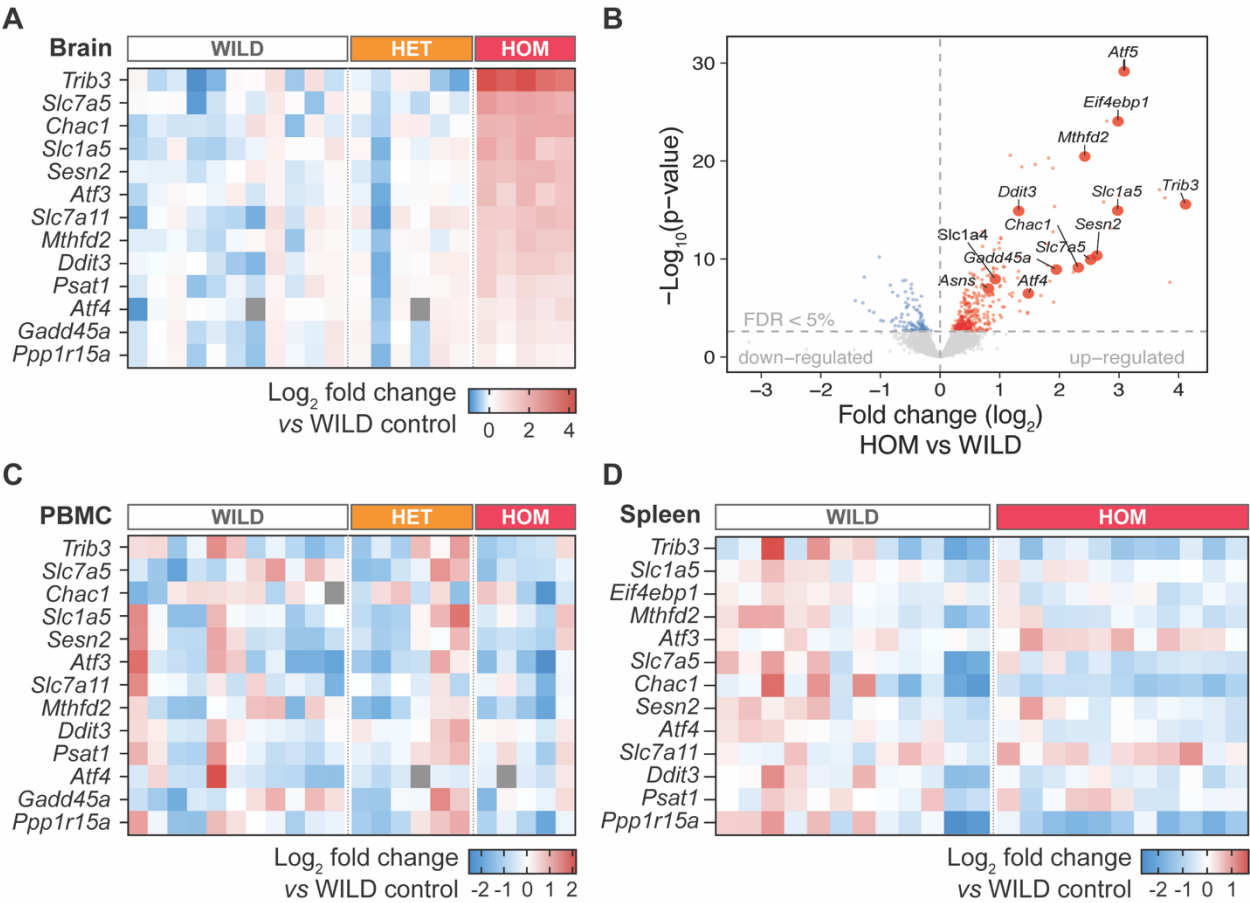 A
Brain
WILD
HET
HOM
Trib3
Slc7a5
Chac1
Slc1a5
Sesn2
Atf3
Slc7a11
Mthfd2
Ddit3
Psat1
Atf4
Gadd45a
Ppp1r15a
Log2 fold change
vs WILD control
0 2 4
B
−Log10(p−value)
30
20
10
0
Atf5
Eif4ebp1
Mthfd2
Ddit3
Slc1a5
Trib3
Chac1
Sesn2
Slc1a4
Slc7a5
Gadd45a
Asns
Atf4
FDR < 5%
down−regulated
up−regulated
−3 −2 −1 0 1 2 3 4
Fold change (log2)
HOM vs WILD
C
PBMC
WILD
HET
HOM
Trib3
Slc7a5
Chac1
Slc1a5
Sesn2
Atf3
Slc7a11
Mthfd2
Ddit3
Psat1
Atf4
Gadd45a
Ppp1r15a
Log2 fold change
vs WILD control
-2 -1 0 1 2
D
Spleen
WILD
HOM
Trib3
Slc1a5
Eif4ebp1
Mthfd2
Atf3
Slc7a5
Chac1
Sesn2
Atf4
Slc7a11
Ddit3
Psat1
Ppp1r15a
Log2 fold change
vs WILD control
-2 -1 0 1